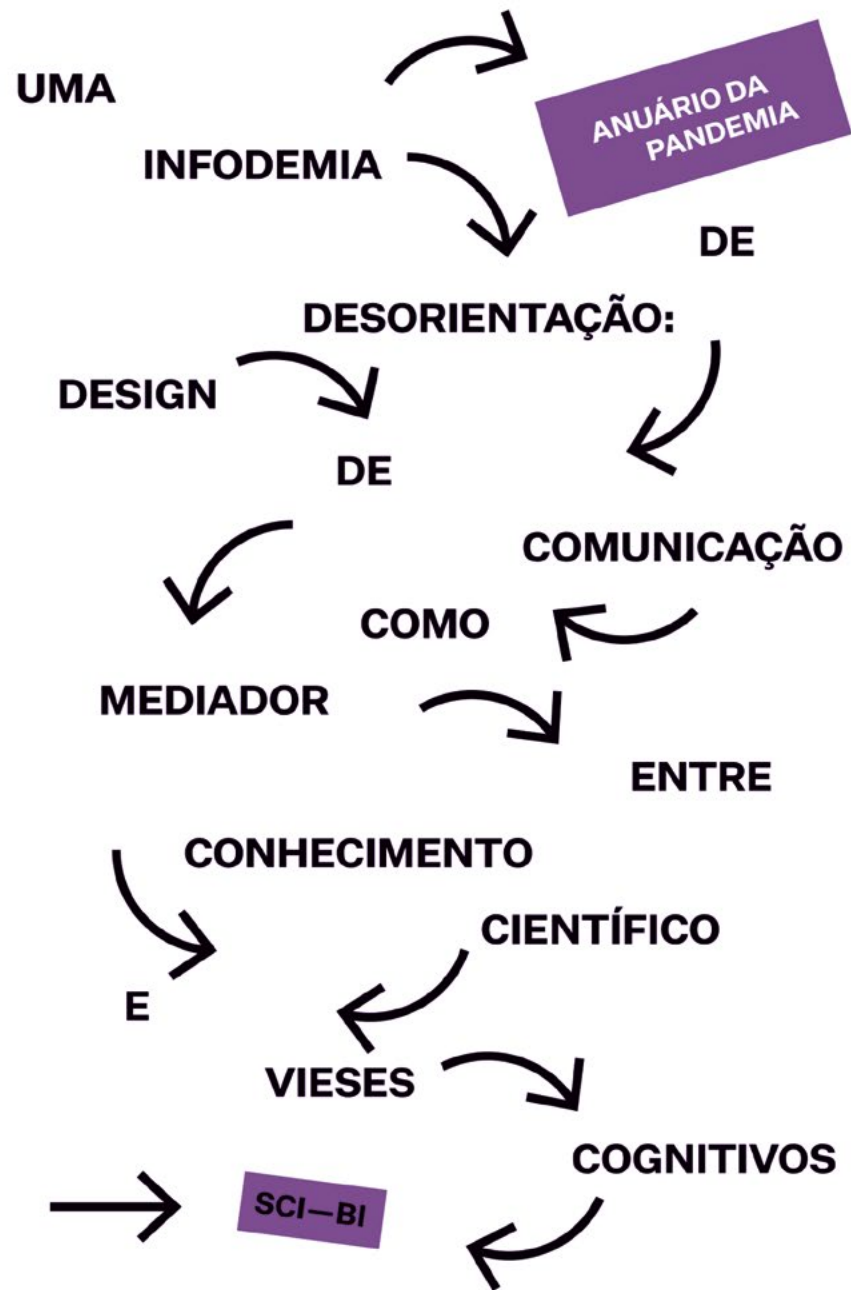 UMA
ANUÁRIO DA
PANDEMIA
INFODEMIA
DE
DESORIENTAÇÃO:
DESIGN
DE
COMUNICAÇÃO
COMO
MEDIADOR
ENTRE
CONHECIMENTO
CIENTÍFICO
E
VIESES
COGNITIVOS
SCI—BI